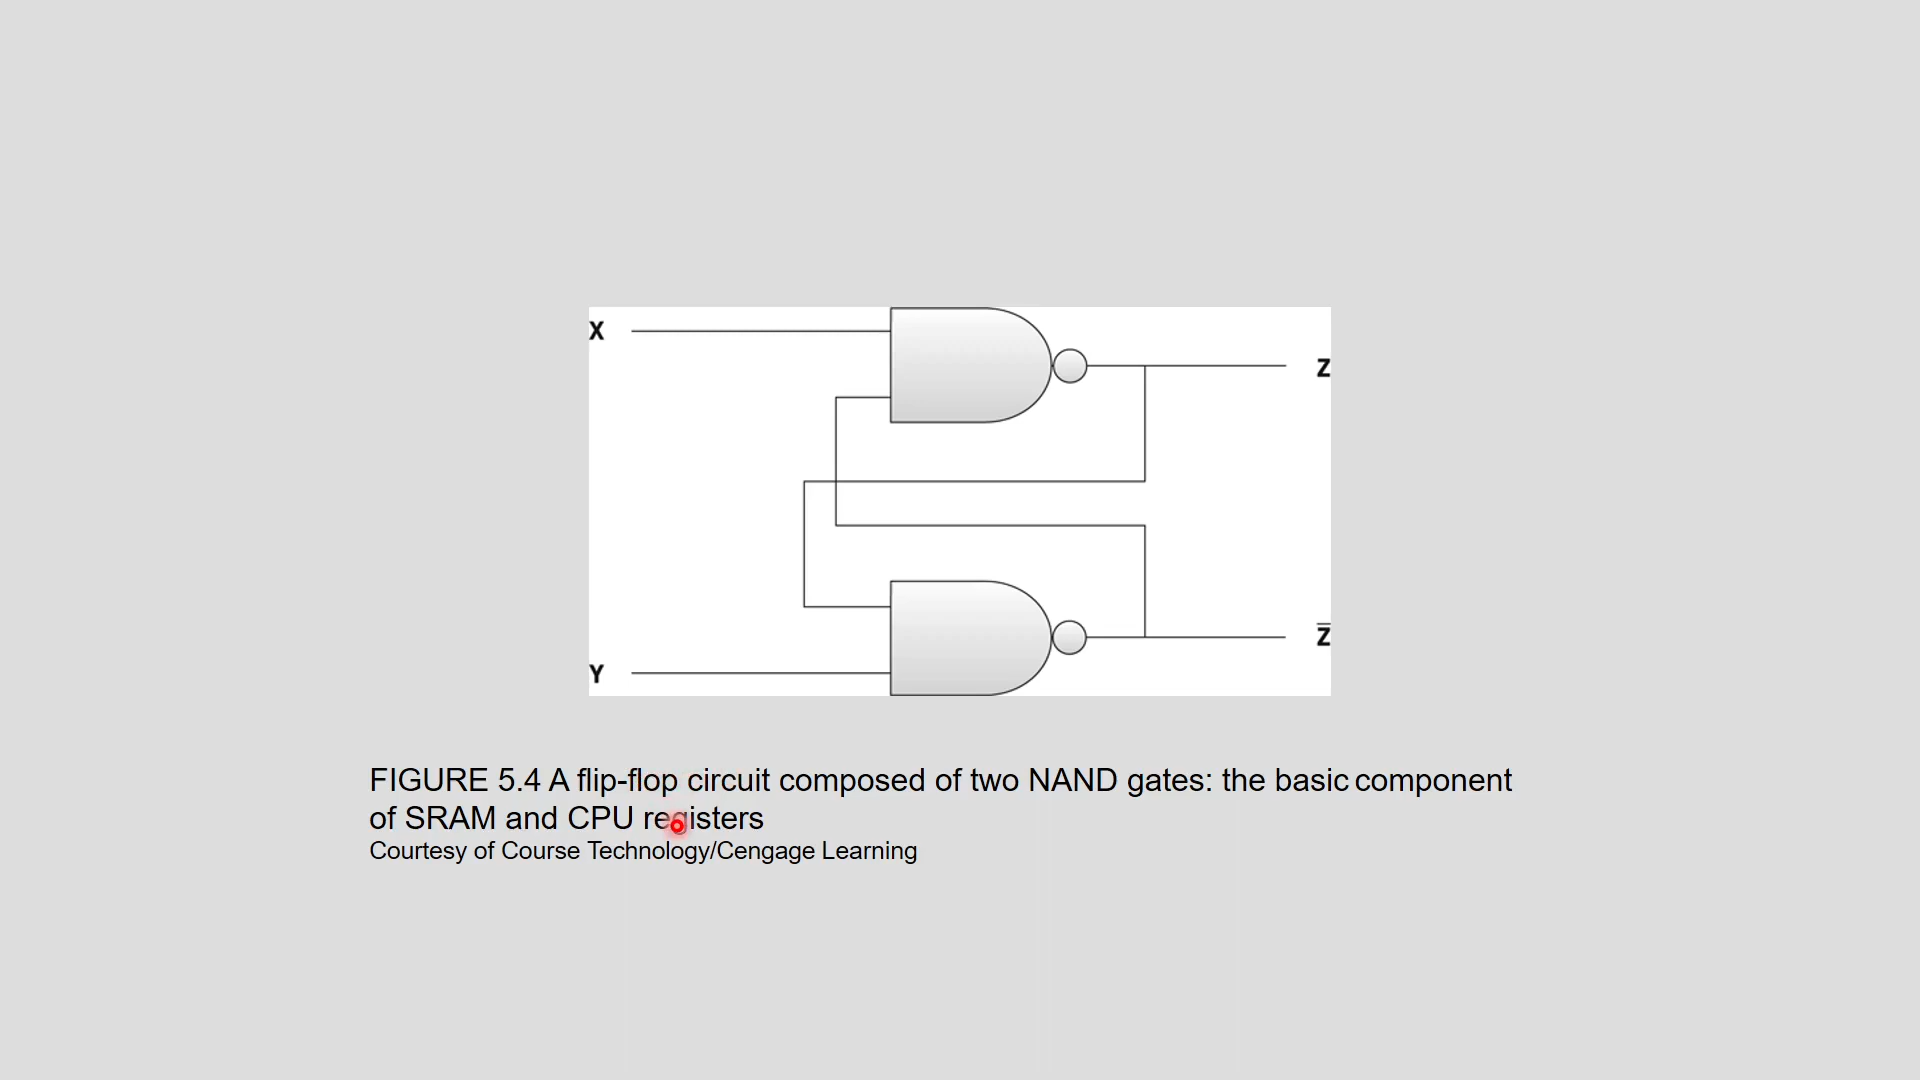 X
Z
Z̅
Y
FIGURE 5.4 A flip-flop circuit composed of two NAND gates: the basic component
of SRAM and CPU registers
Courtesy of Course Technology/Cengage Learning